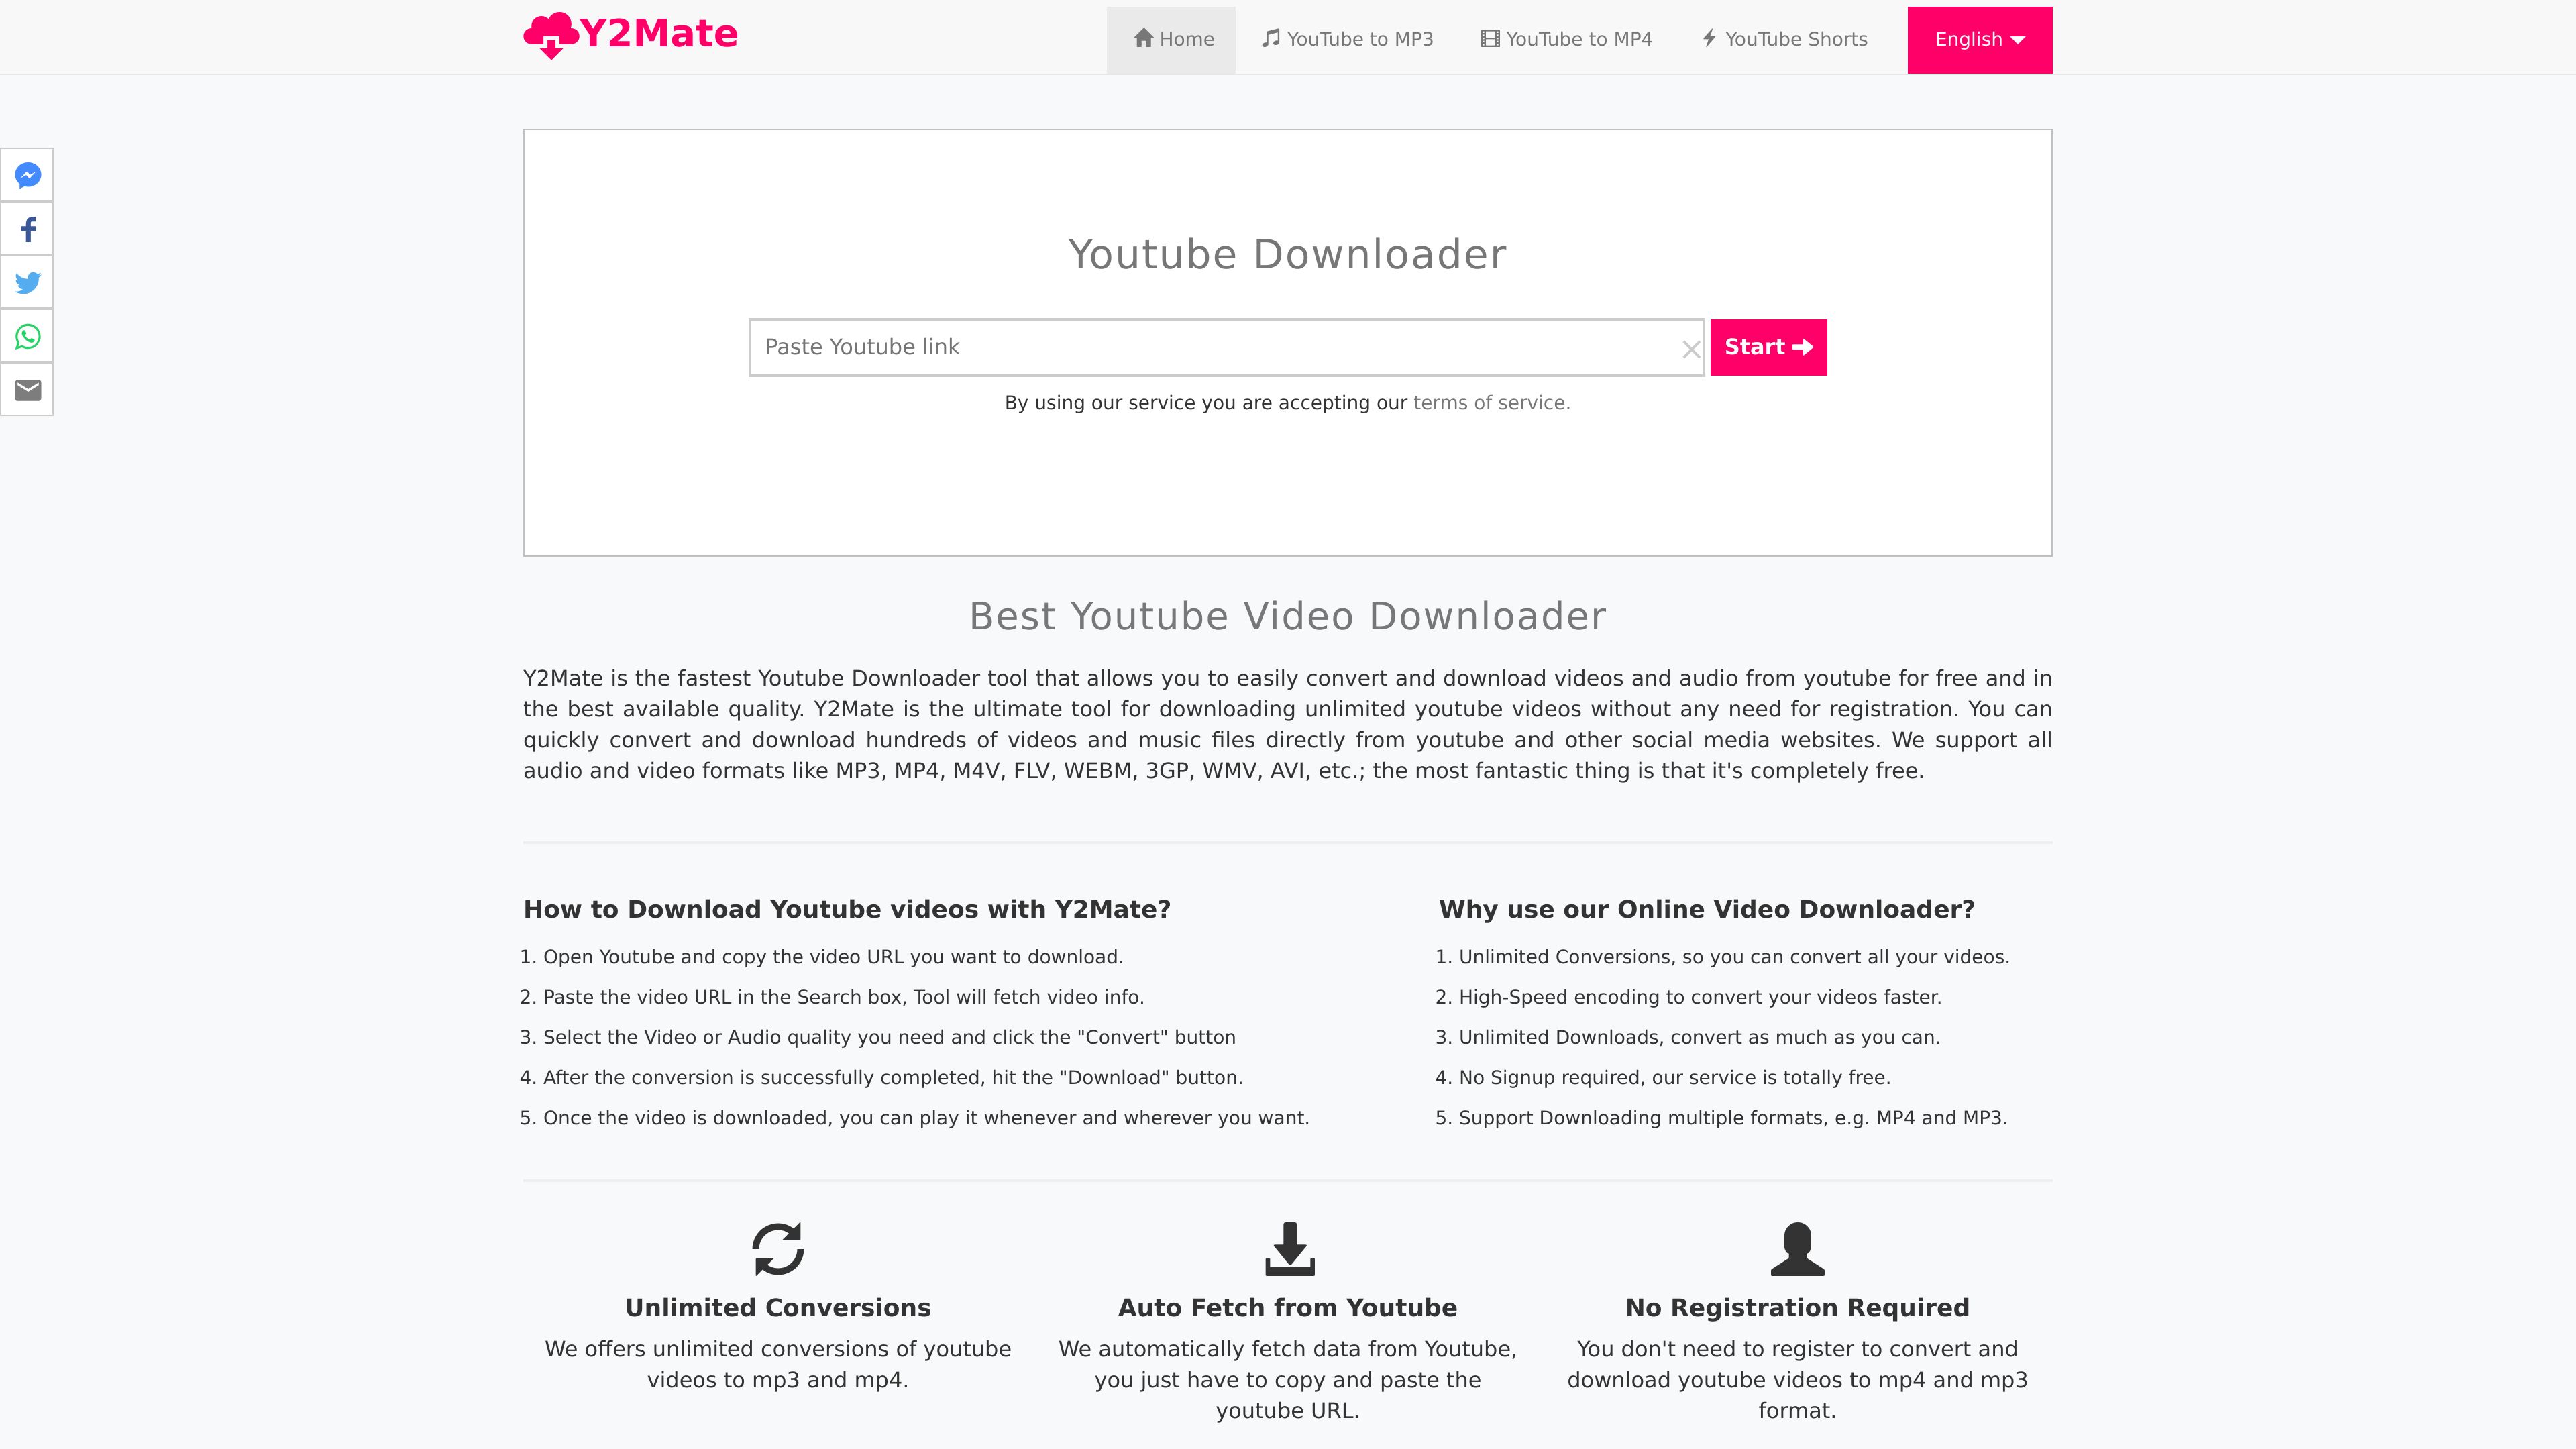 Y2Mate
Home
YouTube to MP3
YouTube to MP4
YouTube Shorts
English
Youtube Downloader
Paste Youtube link
Start
By using our service you are accepting our terms of service.
Best Youtube Video Downloader
Y2Mate is the fastest Youtube Downloader tool that allows you to easily convert and download videos and audio from youtube for free and in
the best available quality. Y2Mate is the ultimate tool for downloading unlimited youtube videos without any need for registration. You can
quickly convert and download hundreds of videos and music files directly from youtube and other social media websites. We support all
audio and video formats like MP3, MP4, M4V, FLV, WEBM, 3GP, WMV, AVI, etc.; the most fantastic thing is that it's completely free.
How to Download Youtube videos with Y2Mate?
1. Open Youtube and copy the video URL you want to download.
2. Paste the video URL in the Search box, Tool will fetch video info.
3. Select the Video or Audio quality you need and click the "Convert" button
4. After the conversion is successfully completed, hit the "Download" button.
5. Once the video is downloaded, you can play it whenever and wherever you want.
Why use our Online Video Downloader?
1. Unlimited Conversions, so you can convert all your videos.
2. High-Speed encoding to convert your videos faster.
3. Unlimited Downloads, convert as much as you can.
4. No Signup required, our service is totally free.
5. Support Downloading multiple formats, e.g. MP4 and MP3.
Unlimited Conversions
We offers unlimited conversions of youtube
videos to mp3 and mp4.
Auto Fetch from Youtube
We automatically fetch data from Youtube,
you just have to copy and paste the
youtube URL.
No Registration Required
You don't need to register to convert and
download youtube videos to mp4 and mp3
format.